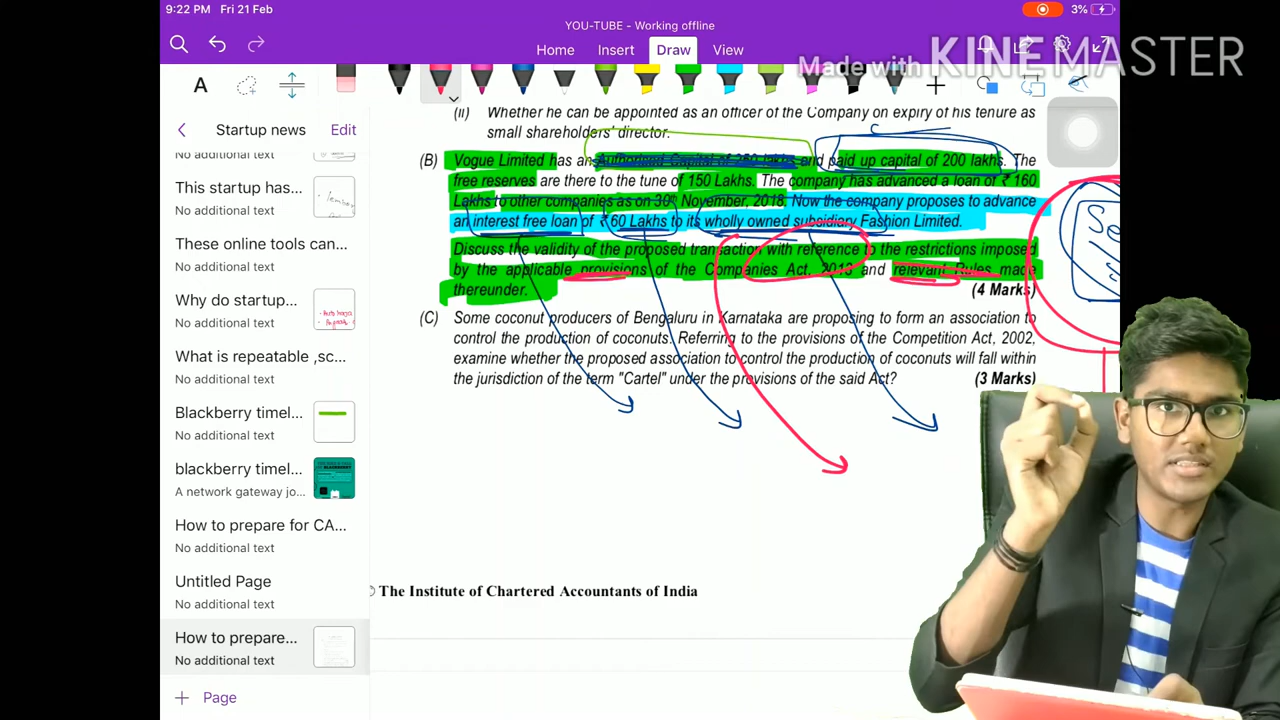 9:22 PM Fri 21 Feb
3%
YOU-TUBE - Working offline
Home Insert Draw View
Made with KINEMASTER
A
Startup news Edit
This startup has...
These online tools can...
No additional text
Why do startup...
No additional text
What is repeatable ,sc...
No additional text
Blackberry timel...
No additional text
blackberry timel...
A network gateway jo...
How to prepare for CA...
No additional text
Untitled Page
No additional text
How to prepare...
No additional text
+ Page
(ii) Whether he can be appointed as an officer of the Company on expiry of his tenure as
small shareholders' director.
(B) Vogue Limited has an Authorised Capital of 250 lakhs and paid up capital of 200 lakhs. The
free reserves are there to the tune of 150 Lakhs. The company has advanced a loan of ₹ 160
Lakhs to other companies as on 30th November, 2018. Now the company proposes to advance
an interest free loan of ₹ 60 Lakhs to its wholly owned subsidiary Fashion Limited.
Discuss the validity of the proposed transaction with reference to the restrictions imposed
by the applicable provisions of the Companies Act, 2013 and relevant Rules made
thereunder. (4 Marks)
(C) Some coconut producers of Bengaluru in Karnataka are proposing to form an association to
control the production of coconuts. Referring to the provisions of the Competition Act, 2002,
examine whether the proposed association to control the production of coconuts will fall within
the jurisdiction of the term "Cartel" under the provisions of the said Act? (3 Marks)
© The Institute of Chartered Accountants of India